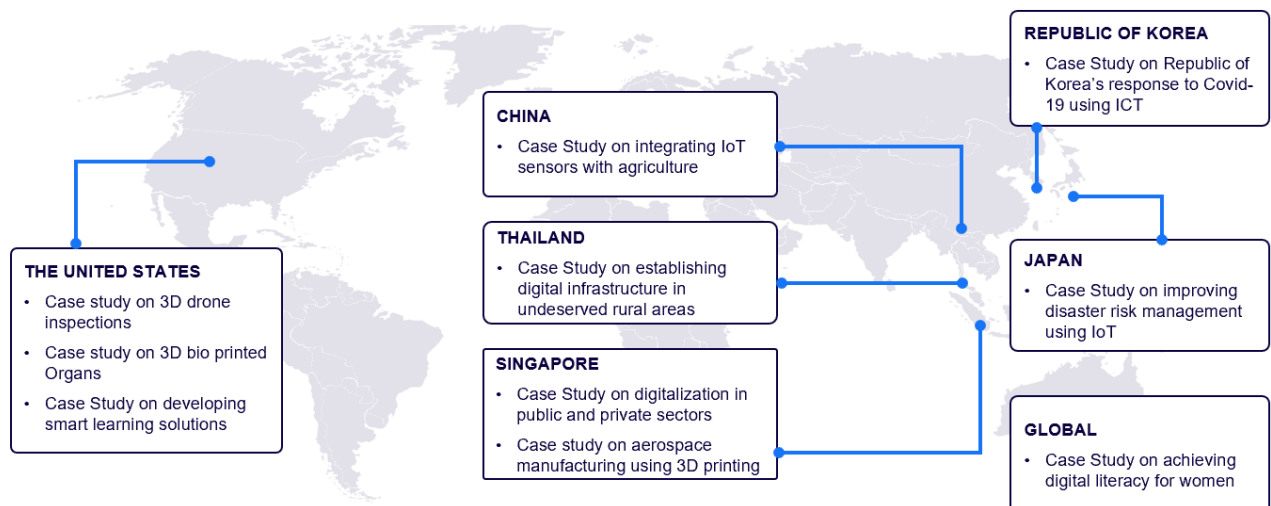 REPUBLIC OF KOREA
• Case Study on Republic of
Korea's response to Covid-
19 using ICT
CHINA
• Case Study on integrating IoT
sensors with agriculture
THAILAND
• Case Study on establishing
digital infrastructure in
undeserved rural areas
THE UNITED STATES
• Case study on 3D drone
inspections
• Case study on 3D bio printed
Organs
• Case Study on developing
smart learning solutions
JAPAN
• Case Study on improving
disaster risk management
using IoT
SINGAPORE
• Case Study on digitalization in
public and private sectors
• Case study on aerospace
manufacturing using 3D printing
GLOBAL
• Case Study on achieving
digital literacy for women